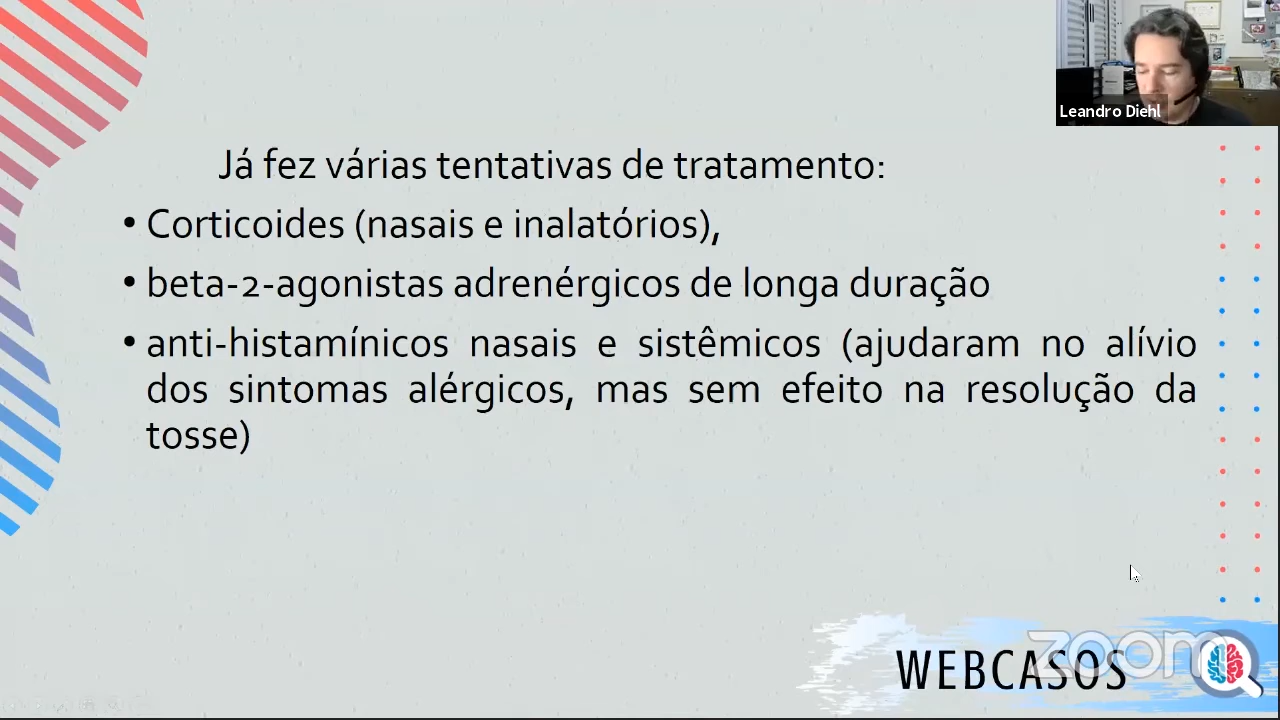 Leandro Diehl
Já fez várias tentativas de tratamento:
• Corticoides (nasais e inalatórios),
• beta-2-agonistas adrenérgicos de longa duração
• anti-histamínicos nasais e sistêmicos (ajudaram no alívio
dos sintomas alérgicos, mas sem efeito na resolução da
tosse)
zoom
WEBCASOS